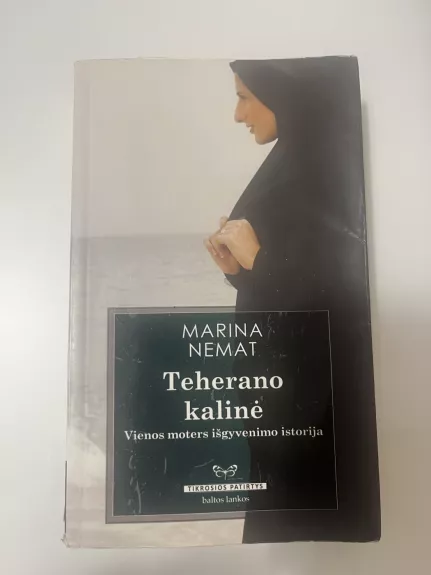 MARINA
NEMAT
Teherano
kalinė
Vienos moters išgyvenimo istorija
TIKROSIOS PATIRTYS
baltos lankos